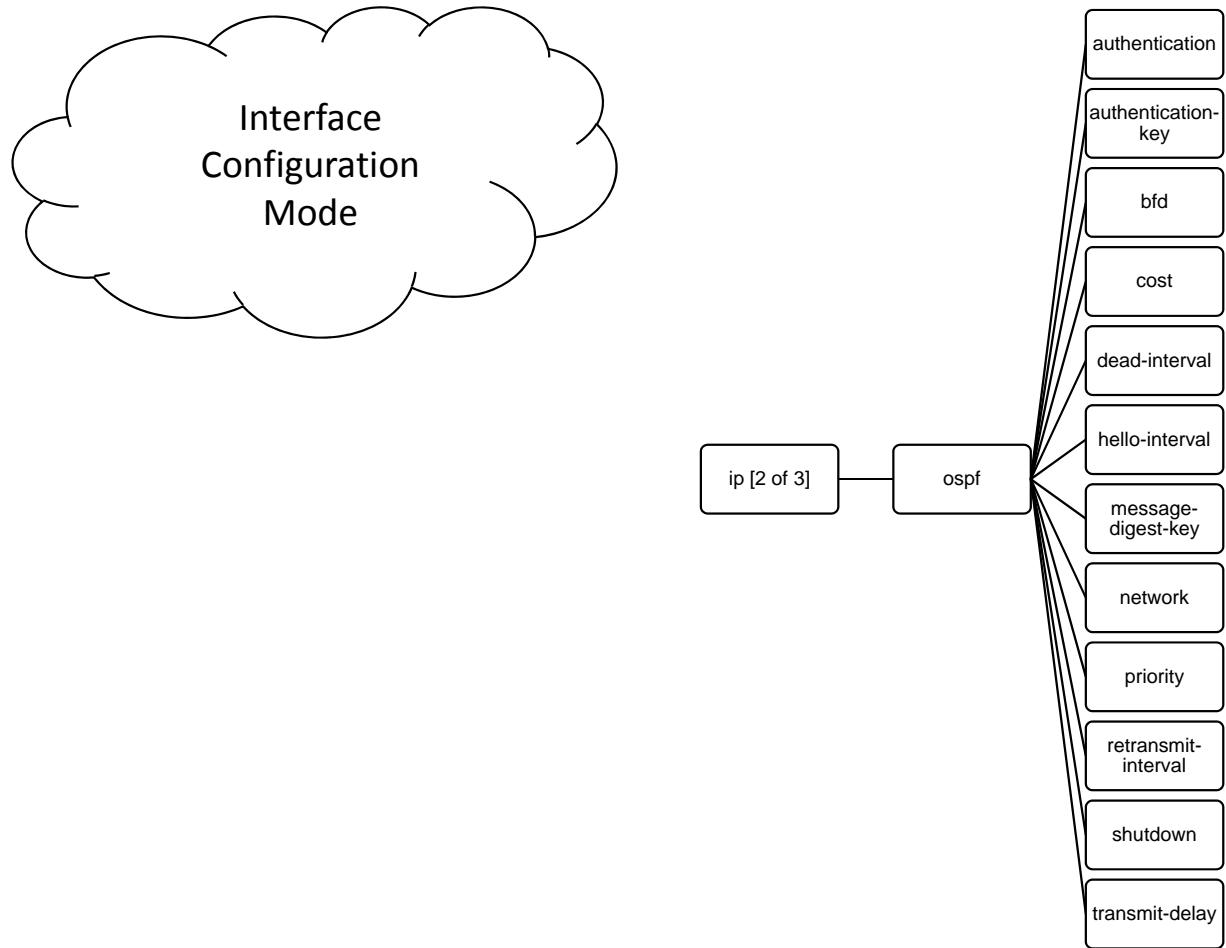 Interface
Configuration
Mode
ip [2 of 3]
ospf
authentication
authentication-
key
bfd
cost
dead-interval
hello-interval
message-
digest-key
network
priority
retransmit-
interval
shutdown
transmit-delay